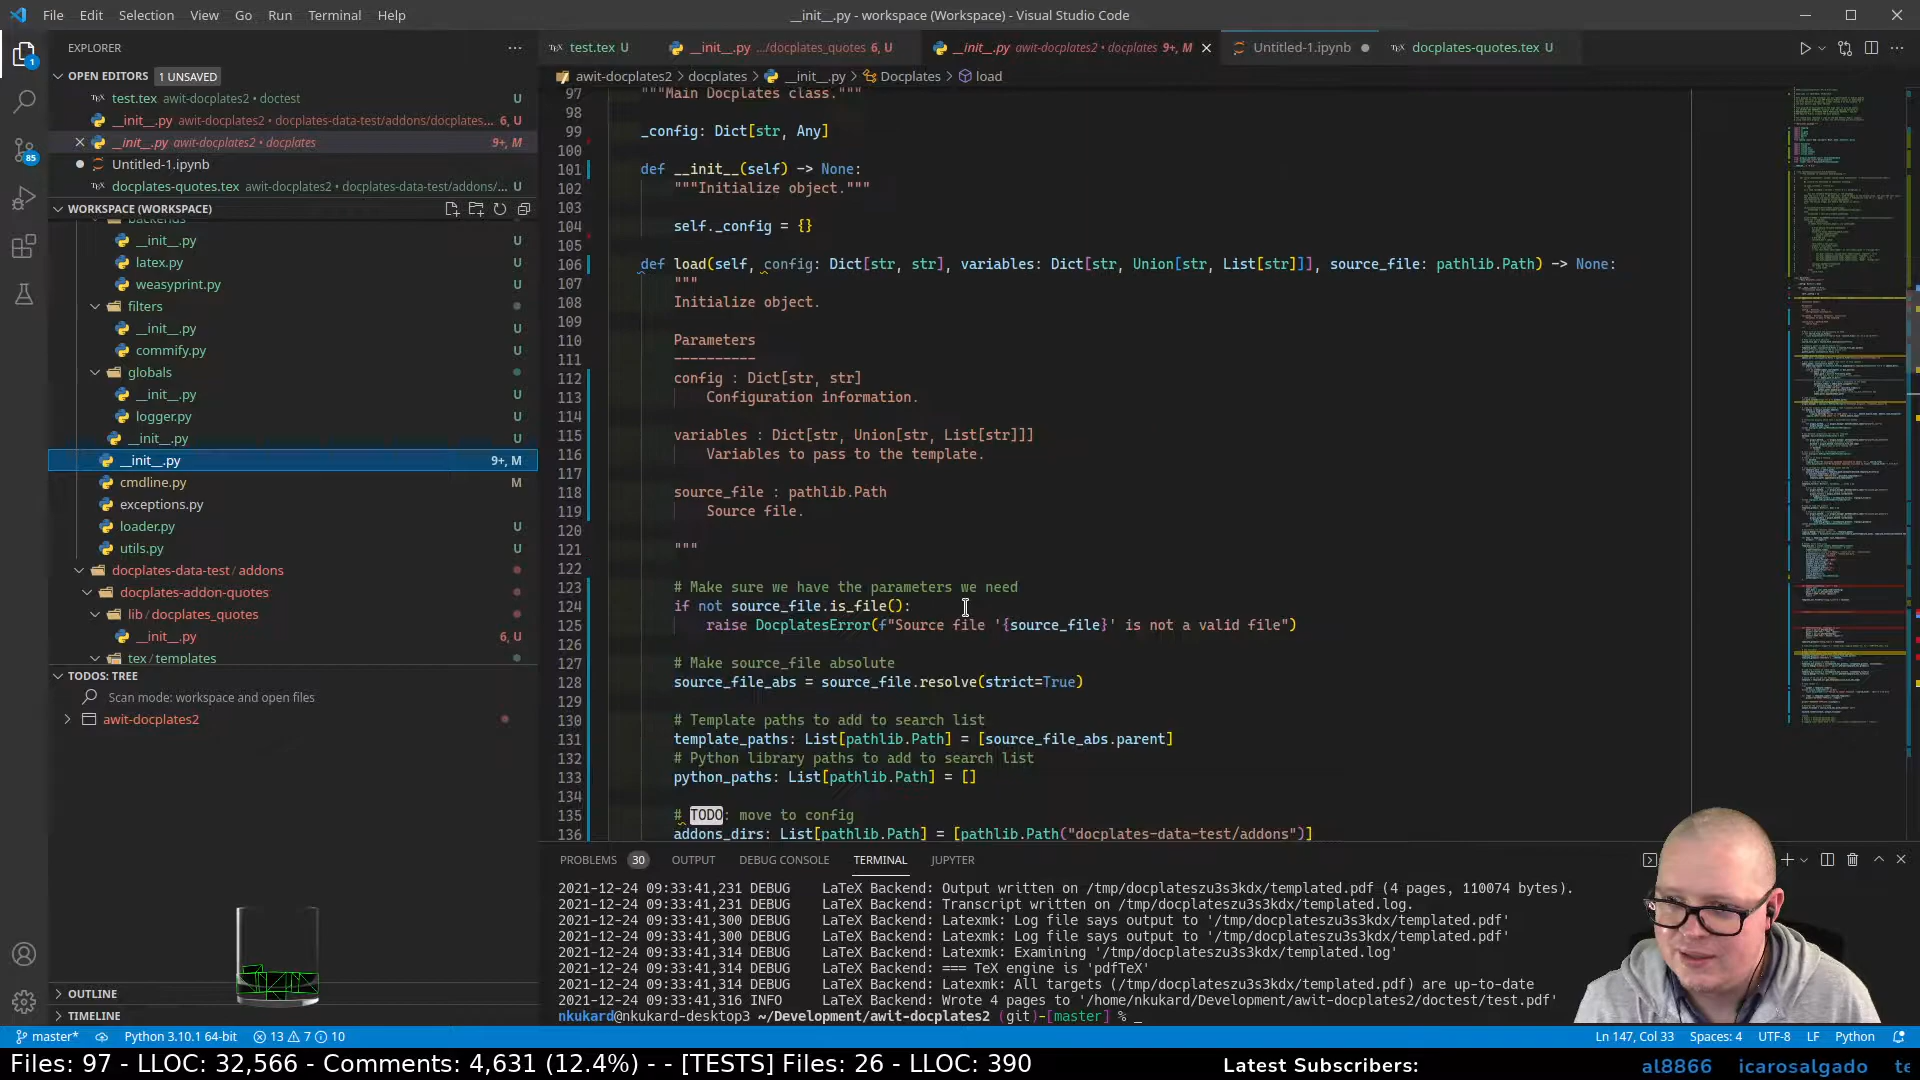 File Edit Selection View Go Run Terminal Help
__init__.py - workspace (Workspace) - Visual Studio Code
EXPLORER
OPEN EDITORS 1 UNSAVED
test.tex awit-docplates2 • doctest U
__init__.py awit-docplates2 • docplates-data-test/addons/docplates... 6, U
__init__.py awit-docplates2 • docplates 9+, M
Untitled-1.ipynb
docplates-quotes.tex awit-docplates2 • docplates-data-test/addons/... U
WORKSPACE (WORKSPACE)
backends
__init__.py U
latex.py U
weasyprint.py U
filters
__init__.py U
commify.py U
globals
__init__.py U
logger.py U
__init__.py U
__init__.py 9+, M
cmdline.py M
exceptions.py
loader.py U
utils.py U
docplates-data-test / addons
docplates-addon-quotes
lib / docplates_quotes
__init__.py 6, U
tex / templates
TODOS: TREE
Scan mode: workspace and open files
awit-docplates2
OUTLINE
TIMELINE
1
85
test.tex U
__init__.py .../docplates_quotes 6, U
__init__.py awit-docplates2 • docplates 9+, M
Untitled-1.ipynb
docplates-quotes.tex U
awit-docplates2 > docplates > __init__.py > Docplates > load
97 """Main Docplates class."""
98
99 _config: Dict[str, Any]
100
101 def __init__(self) -> None:
102 """Initialize object."""
103
104 self._config = {}
105
106 def load(self, config: Dict[str, str], variables: Dict[str, Union[str, List[str]]], source_file: pathlib.Path) -> None:
107 """
108 Initialize object.
109
110 Parameters
111 ----------
112 config : Dict[str, str]
113 Configuration information.
114
115 variables : Dict[str, Union[str, List[str]]]
116 Variables to pass to the template.
117
118 source_file : pathlib.Path
119 Source file.
120
121 """
122
123 # Make sure we have the parameters we need
124 if not source_file.is_file():
125 raise DocplatesError(f"Source file '{source_file}' is not a valid file")
126
127 # Make source_file absolute
128 source_file_abs = source_file.resolve(strict=True)
129
130 # Template paths to add to search list
131 template_paths: List[pathlib.Path] = [source_file_abs.parent]
132 # Python library paths to add to search list
133 python_paths: List[pathlib.Path] = []
134
135 # TODO: move to config
136 addons_dirs: List[pathlib.Path] = [pathlib.Path("docplates-data-test/addons")]
PROBLEMS 30 OUTPUT DEBUG CONSOLE TERMINAL JUPYTER
2021-12-24 09:33:41,231 DEBUG LaTeX Backend: Output written on /tmp/docplateszu3s3kdx/templated.pdf (4 pages, 110074 bytes).
2021-12-24 09:33:41,231 DEBUG LaTeX Backend: Transcript written on /tmp/docplateszu3s3kdx/templated.log.
2021-12-24 09:33:41,300 DEBUG LaTeX Backend: Latexmk: Log file says output to '/tmp/docplateszu3s3kdx/templated.pdf'
2021-12-24 09:33:41,300 DEBUG LaTeX Backend: Latexmk: Log file says output to '/tmp/docplateszu3s3kdx/templated.pdf'
2021-12-24 09:33:41,314 DEBUG LaTeX Backend: Latexmk: Examining '/tmp/docplateszu3s3kdx/templated.log'
2021-12-24 09:33:41,314 DEBUG LaTeX Backend: === TeX engine is 'pdfTeX'
2021-12-24 09:33:41,314 DEBUG LaTeX Backend: Latexmk: All targets (/tmp/docplateszu3s3kdx/templated.pdf) are up-to-date
2021-12-24 09:33:41,316 INFO LaTeX Backend: Wrote 4 pages to '/home/nkukard/Development/awit-docplates2/doctest/test.pdf'
nkukard@nkukard-desktop3 ~/Development/awit-docplates2 (git)-[master] % _
master* Python 3.10.1 64-bit 13 7 10 Ln 147, Col 33 Spaces: 4 UTF-8 LF Python
Files: 97 - LLOC: 32,566 - Comments: 4,631 (12.4%) - - [TESTS] Files: 26 - LLOC: 390
Latest Subscribers: al8866 icarosalgado te